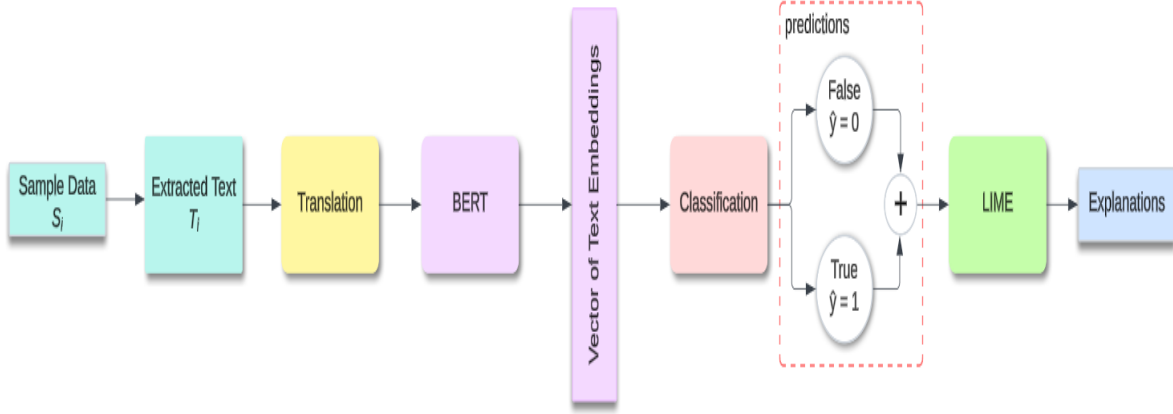 Sample Data
Sᵢ
Extracted Text
Tᵢ
Translation
BERT
Vector of Text Embeddings
Classification
predictions
False
ŷ = 0
True
ŷ = 1
+
LIME
Explanations